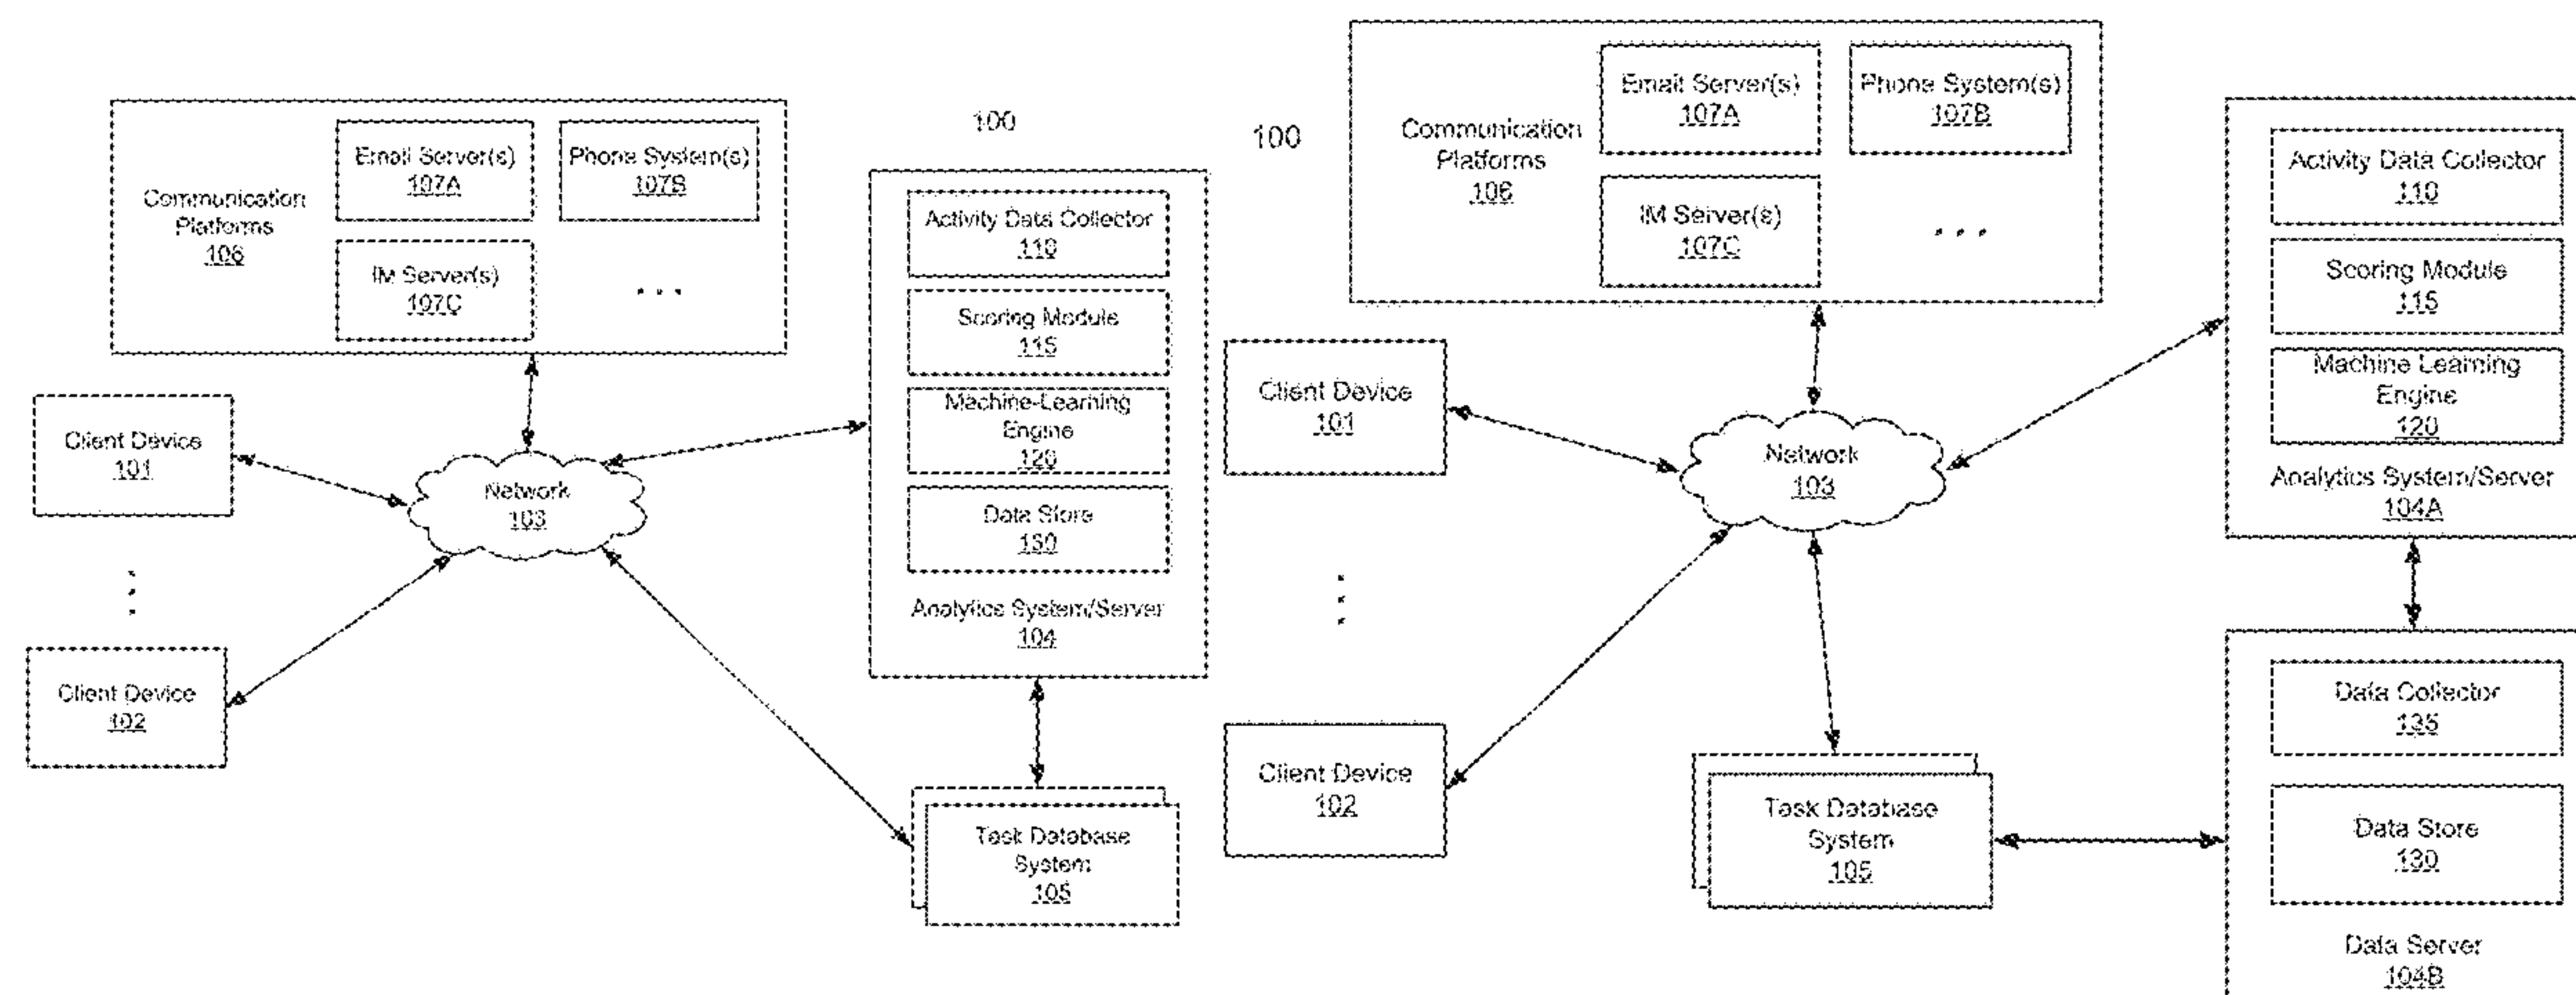 100
Communication
Platforms
106
Email Server(s)
107A
Phone System(s)
107B
IM Server(s)
107C
. . .
Client Device
101
Client Device
102
Network
103
Activity Data Collector
110
Scoring Module
115
Machine-Learning
Engine
120
Data Store
130
Analytics System/Server
104
Task Database
System
105
100
Communication
Platforms
106
Email Server(s)
107A
Phone System(s)
107B
IM Server(s)
107C
. . .
Client Device
101
Client Device
102
Network
103
Activity Data Collector
110
Scoring Module
115
Machine Learning
Engine
120
Analytics System/Server
104A
Task Database
System
105
Data Collector
135
Data Store
130
Data Server
104B